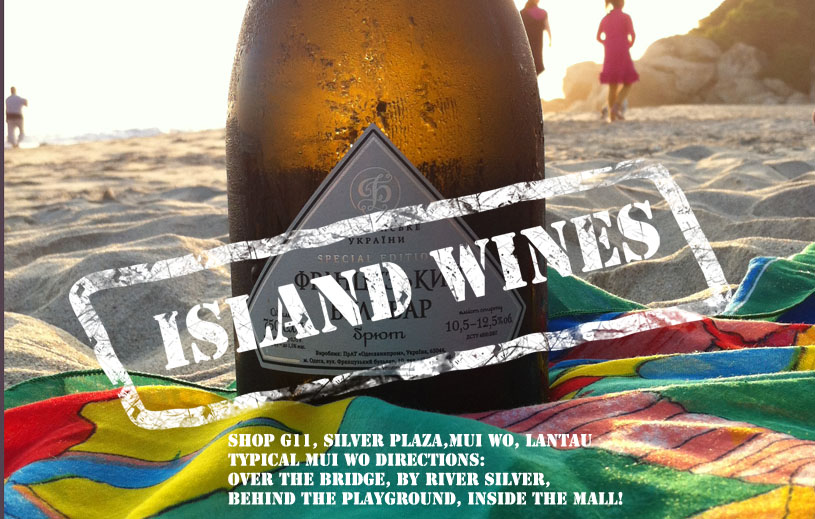 УКРАЇНИ
SPECIAL EDITION
ISLAND WINES
брют
10,5–12,5% об.
SHOP G11, SILVER PLAZA,MUI WO, LANTAU
TYPICAL MUI WO DIRECTIONS:
OVER THE BRIDGE, BY RIVER SILVER,
BEHIND THE PLAYGROUND, INSIDE THE MALL!